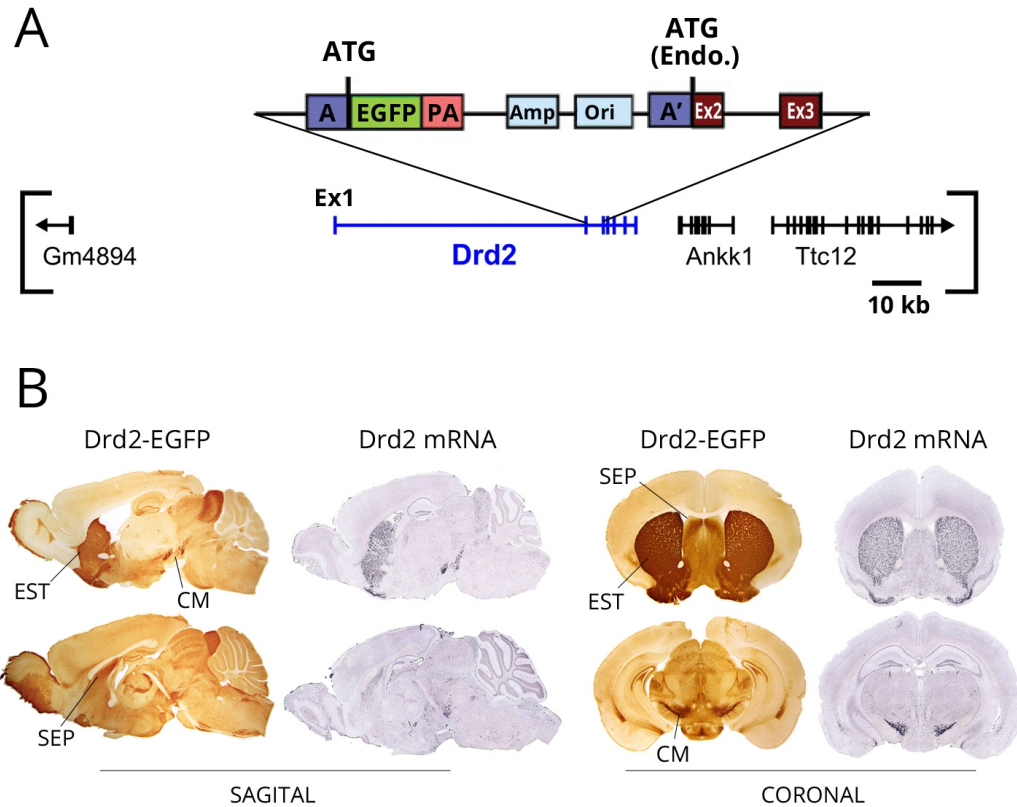 A
ATG
ATG
(Endo.)
A EGFP PA Amp Ori A' Ex2 Ex3
Ex1
Gm4894 Drd2 Ankk1 Ttc12
10 kb
B
Drd2-EGFP Drd2 mRNA Drd2-EGFP Drd2 mRNA
SEP
EST CM EST
SEP CM
SAGITAL CORONAL